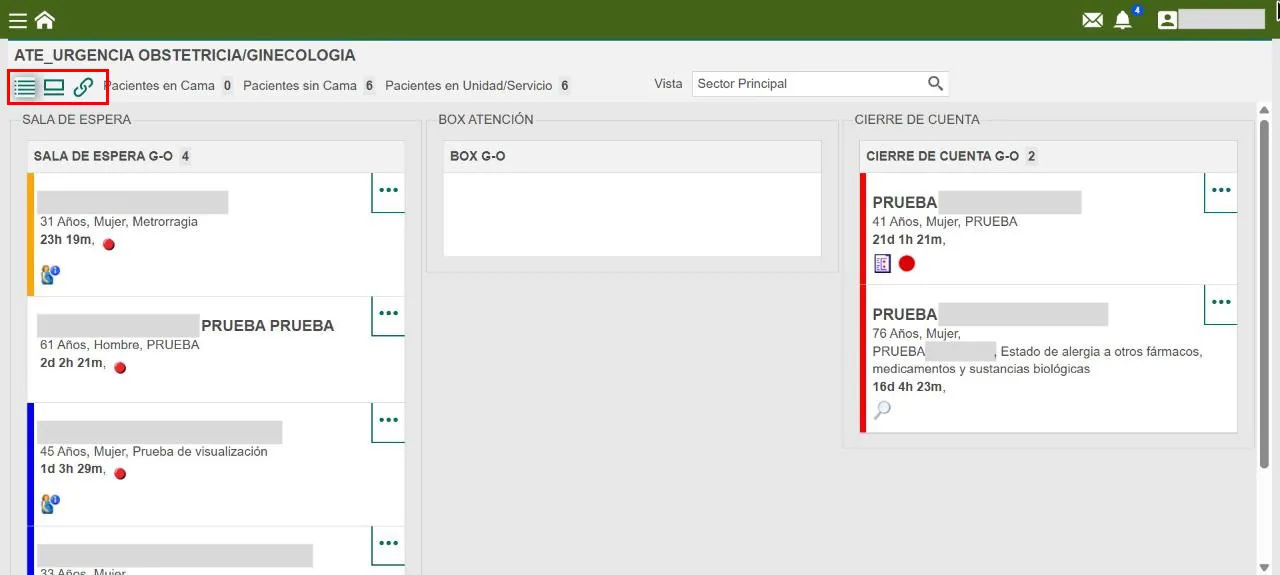 4
ATE_URGENCIA OBSTETRICIA/GINECOLOGIA
Pacientes en Cama 0 Pacientes sin Cama 6 Pacientes en Unidad/Servicio 6 Vista Sector Principal
SALA DE ESPERA
SALA DE ESPERA G-O 4
31 Años, Mujer, Metrorragia
23h 19m,
PRUEBA PRUEBA
61 Años, Hombre, PRUEBA
2d 2h 21m,
45 Años, Mujer, Prueba de visualización
1d 3h 29m,
33 Años, Mujer
BOX ATENCIÓN
BOX G-O
CIERRE DE CUENTA
CIERRE DE CUENTA G-O 2
PRUEBA
41 Años, Mujer, PRUEBA
21d 1h 21m,
PRUEBA
76 Años, Mujer,
PRUEBA , Estado de alergia a otros fármacos,
medicamentos y sustancias biológicas
16d 4h 23m,